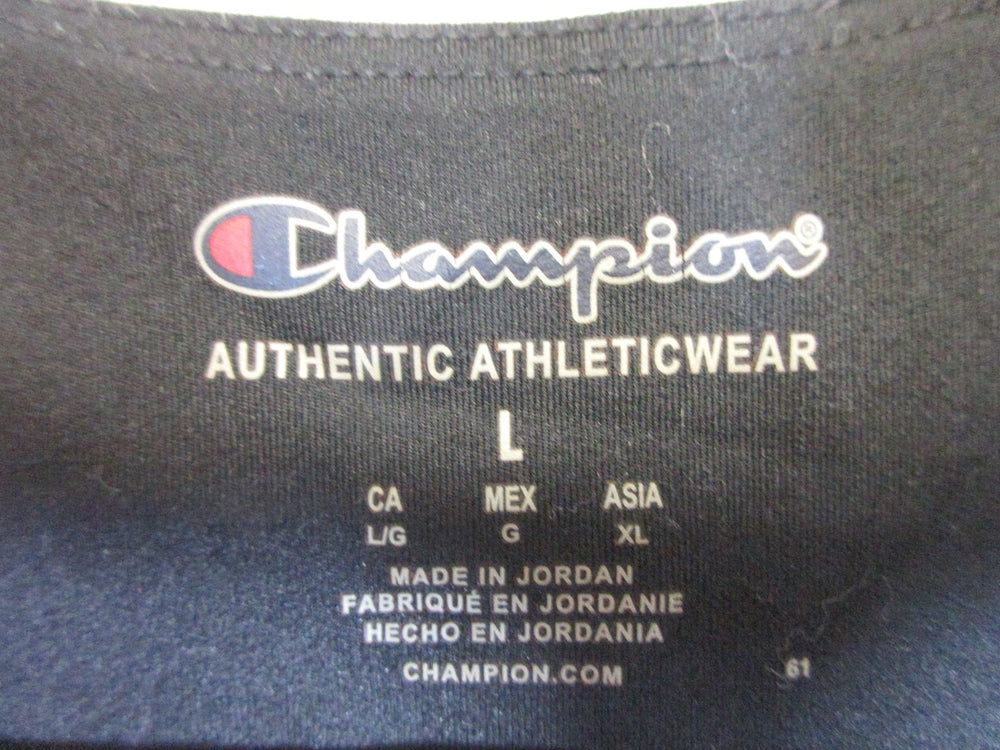 Champion®
AUTHENTIC ATHLETICWEAR
L
CA MEX ASIA
L/G G XL
MADE IN JORDAN
FABRIQUÉ EN JORDANIE
HECHO EN JORDANIA
CHAMPION.COM 61